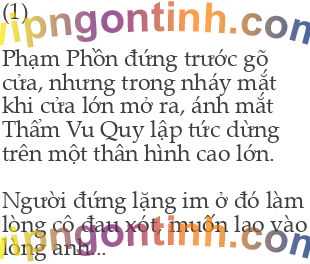 (1)
vipngontinh.com
Phạm Phồn đứng trước gõ
cửa, nhưng trong nháy mắt
khi cửa lớn mở ra, ánh mắt
Thẩm Vu Quy lập tức dừng
trên một thân hình cao lớn.
Người đứng lặng im ở đó làm
lòng cô đau xót, muốn lao vào
vipngontinh.com
lòng anh...